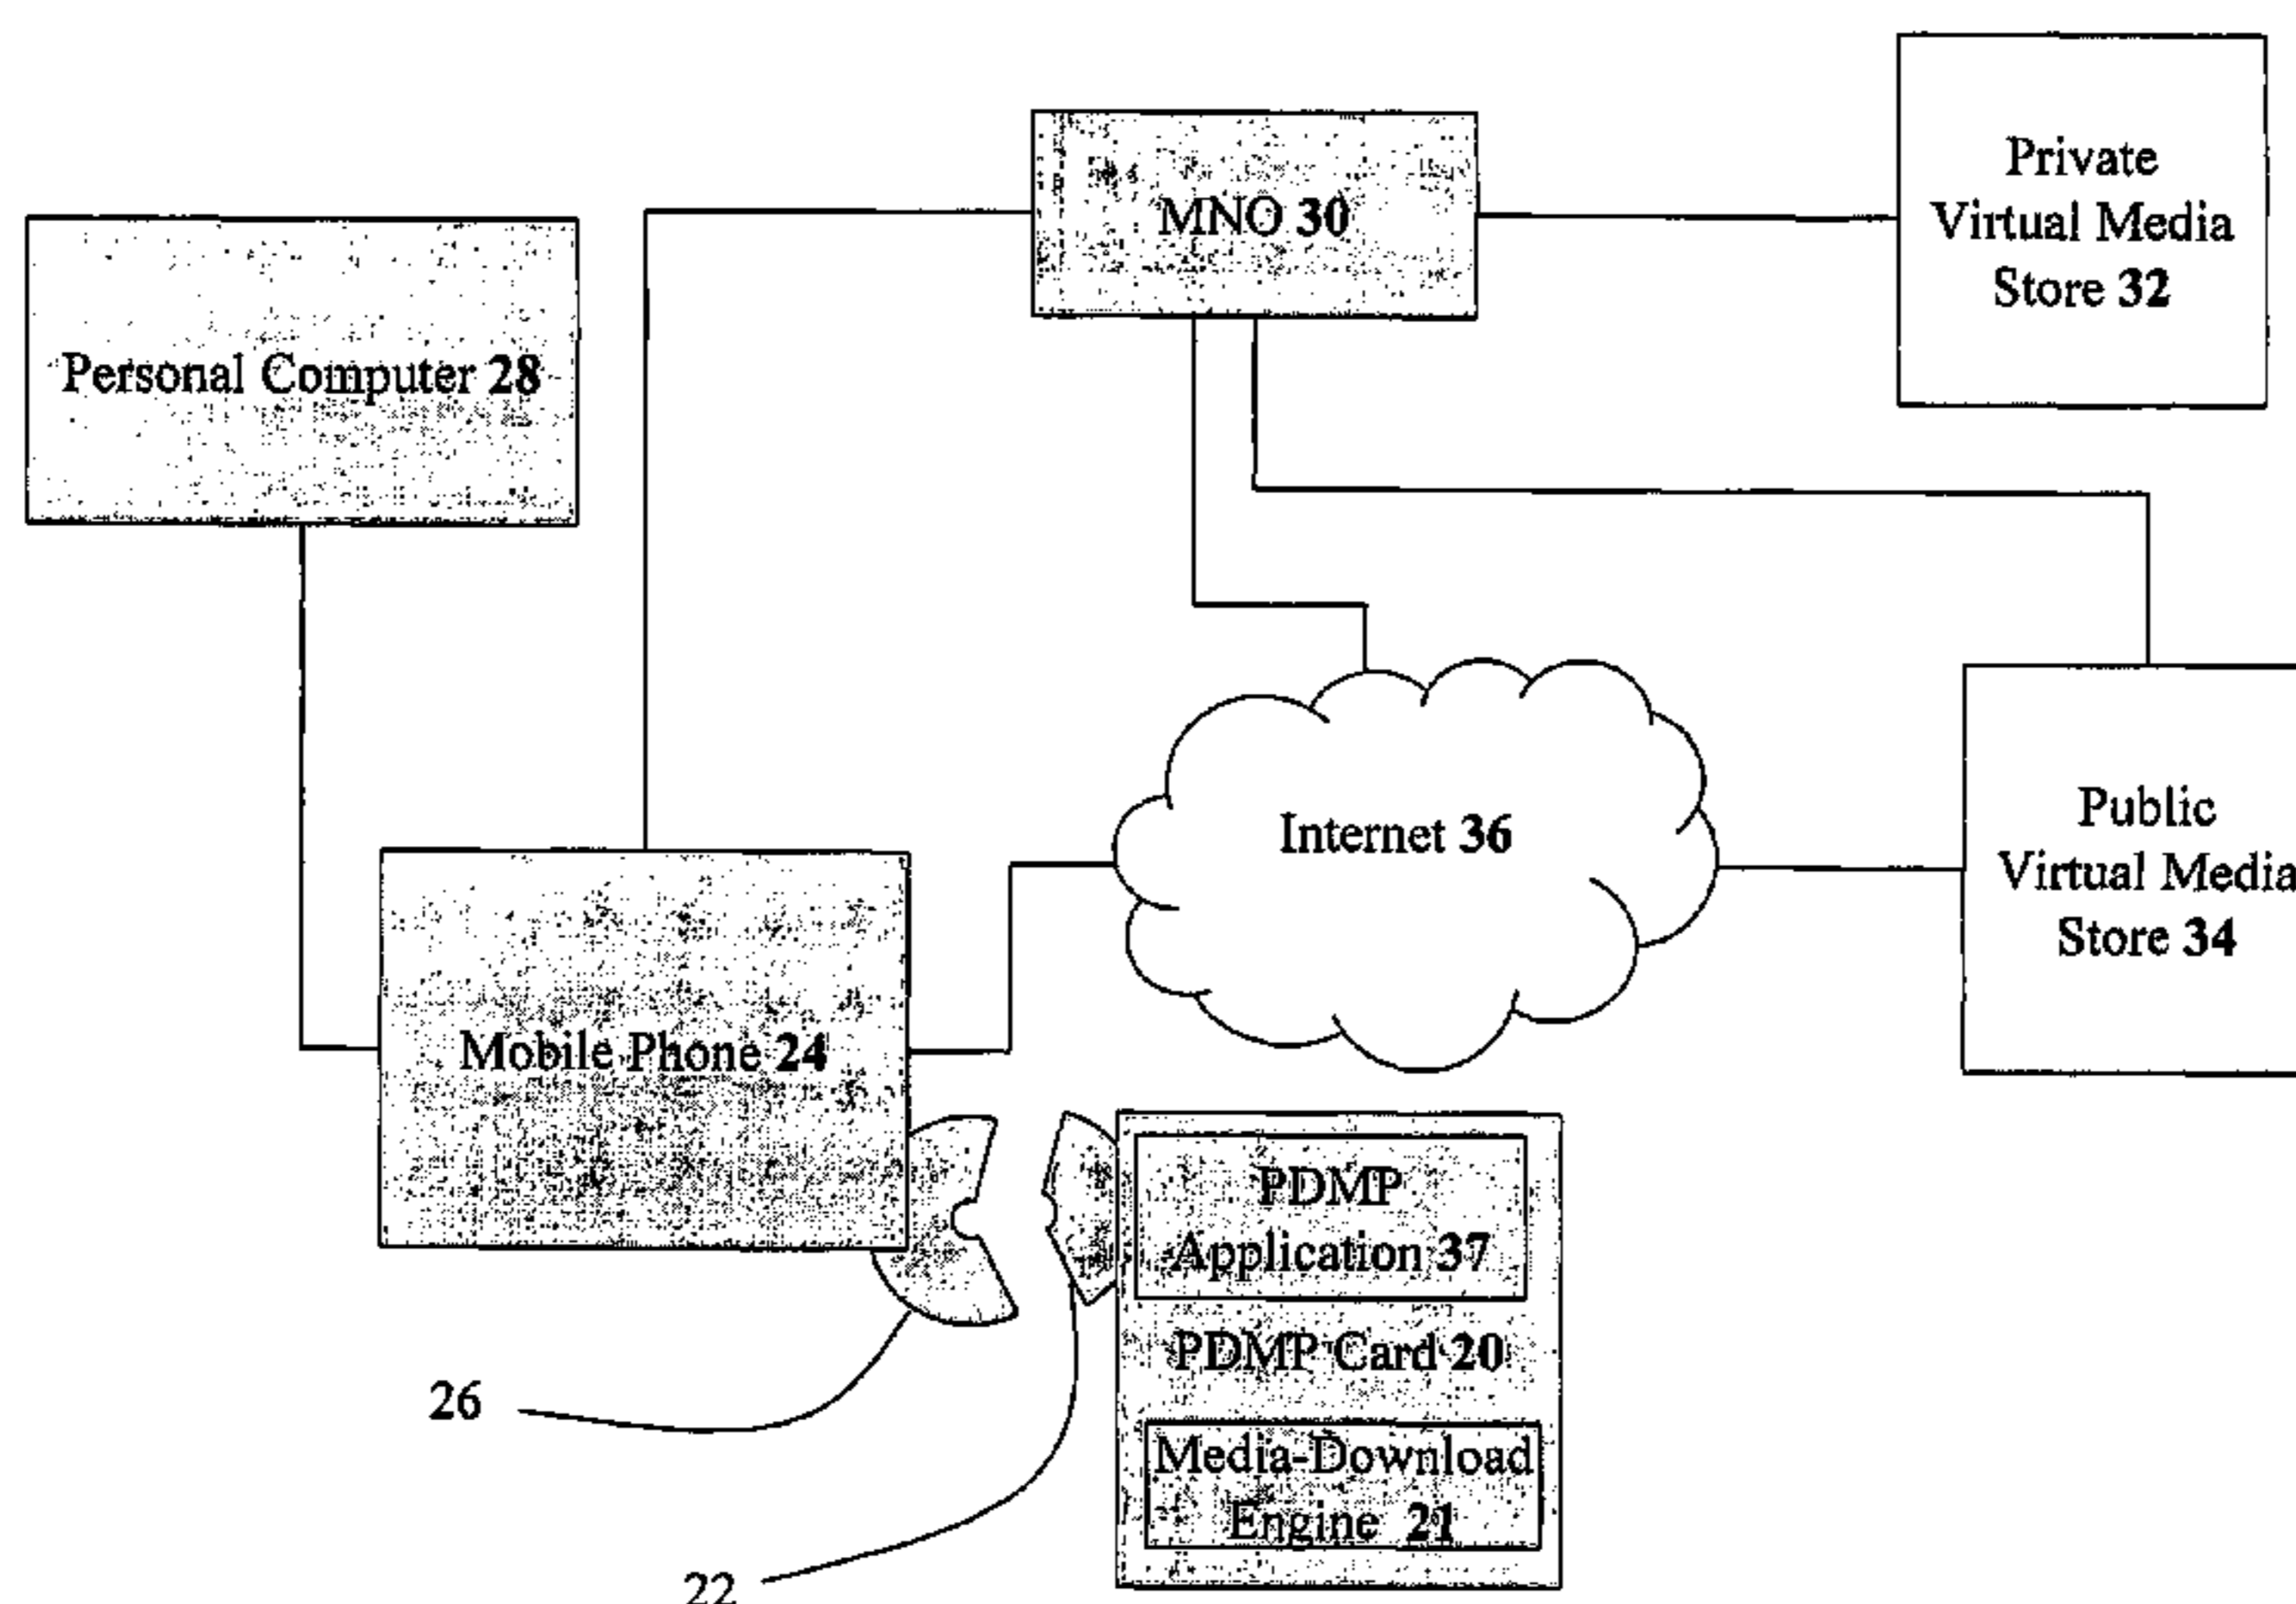 Private
Virtual Media
Store 32
MNO 30
Personal Computer 28
Internet 36
Public
Virtual Media
Store 34
Mobile Phone 24
PDMP
Application 37
PDMP Card 20
Media-Download
Engine 21
26
22